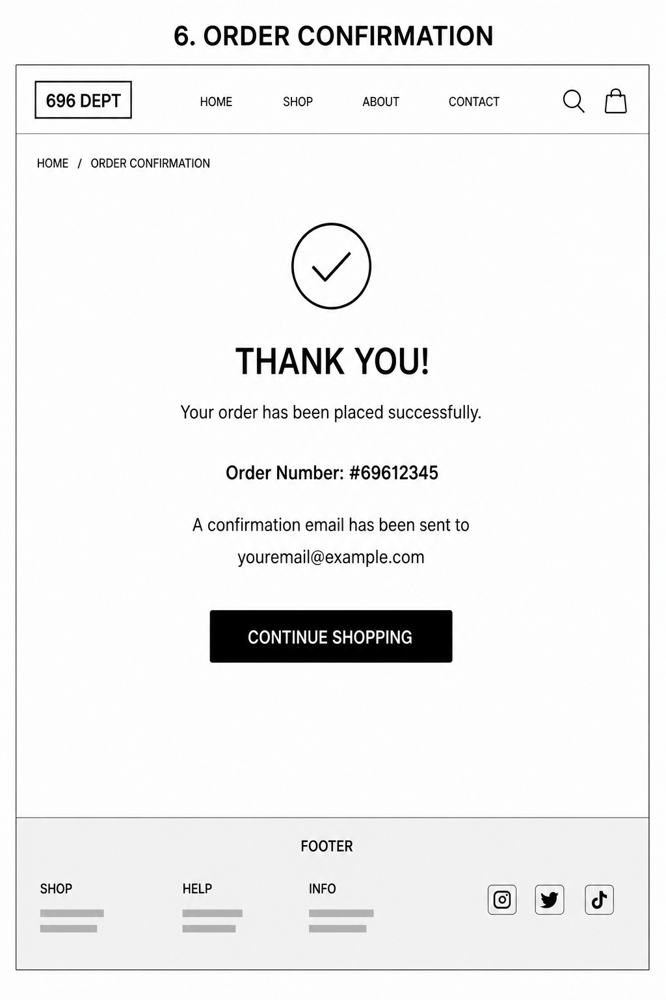 6. ORDER CONFIRMATION
696 DEPT
HOME SHOP ABOUT CONTACT
HOME / ORDER CONFIRMATION
THANK YOU!
Your order has been placed successfully.
Order Number: #69612345
A confirmation email has been sent to
youremail@example.com
CONTINUE SHOPPING
FOOTER
SHOP HELP INFO